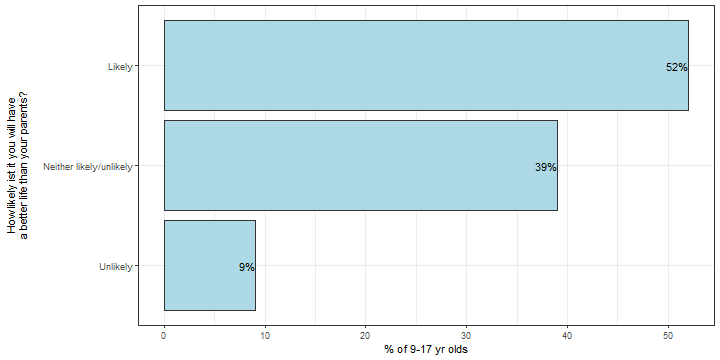 How likely ist it you will have
a better life than your parents?
Likely
52%
Neither likely/unlikely
39%
Unlikely
9%
0 10 20 30 40 50
% of 9-17 yr olds